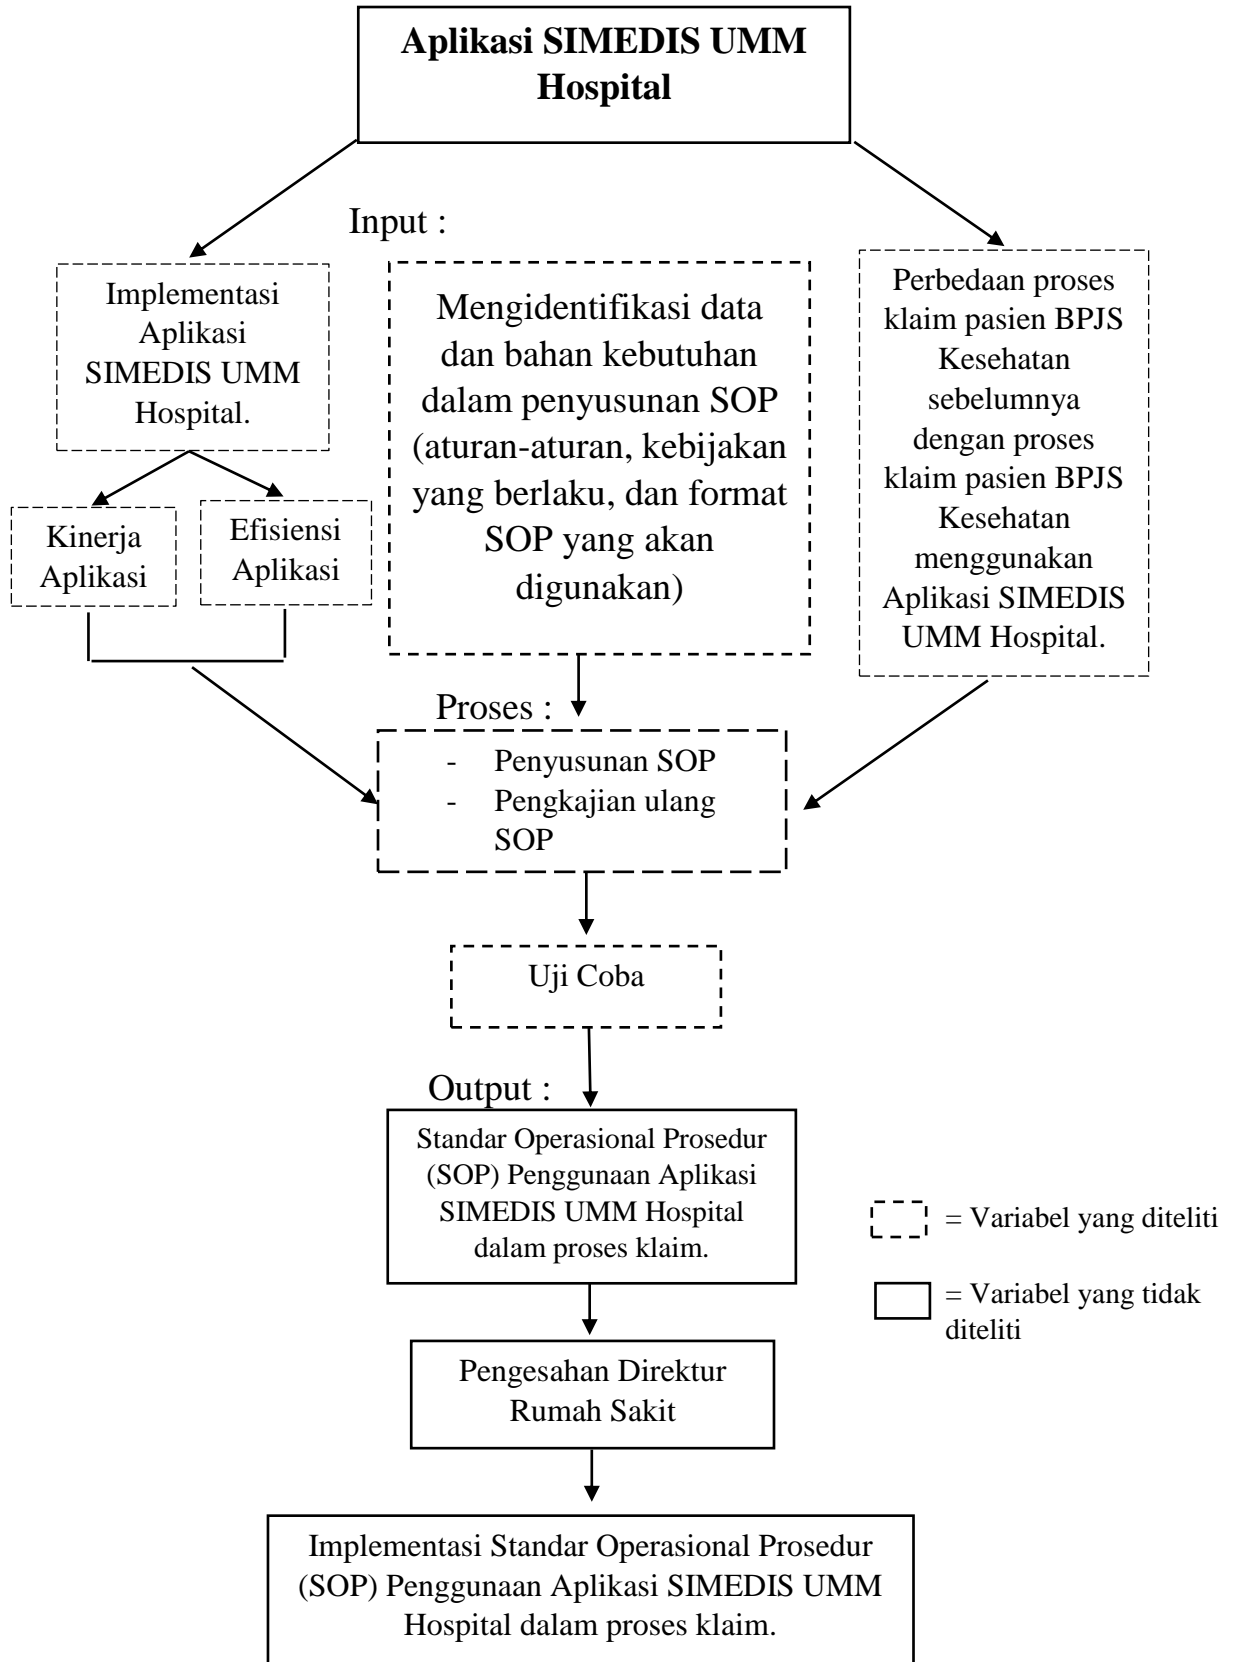 Aplikasi SIMEDIS UMM
Hospital
Input :
Implementasi
Aplikasi
SIMEDIS UMM
Hospital.
Kinerja
Aplikasi
Efisiensi
Aplikasi
Mengidentifikasi data
dan bahan kebutuhan
dalam penyusunan SOP
(aturan-aturan, kebijakan
yang berlaku, dan format
SOP yang akan
digunakan)
Perbedaan proses
klaim pasien BPJS
Kesehatan
sebelumnya
dengan proses
klaim pasien BPJS
Kesehatan
menggunakan
Aplikasi SIMEDIS
UMM Hospital.
Proses :
- Penyusunan SOP
- Pengkajian ulang
SOP
Uji Coba
Output :
Standar Operasional Prosedur
(SOP) Penggunaan Aplikasi
SIMEDIS UMM Hospital
dalam proses klaim.
= Variabel yang diteliti
= Variabel yang tidak
diteliti
Pengesahan Direktur
Rumah Sakit
Implementasi Standar Operasional Prosedur
(SOP) Penggunaan Aplikasi SIMEDIS UMM
Hospital dalam proses klaim.